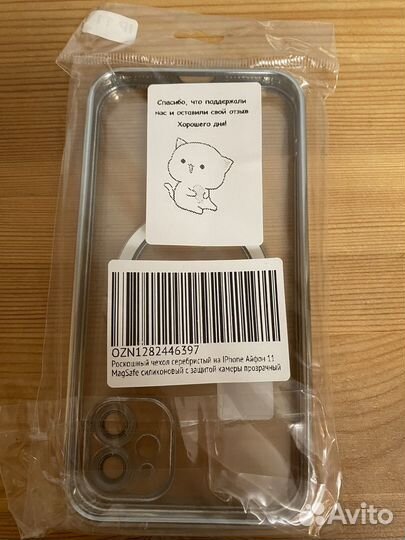 Спасибо, что поддержали
нас и оставили свой отзыв
Хорошего дня!
OZN1282446397
Роскошный чехол серебристый на iPhone Айфон 11
MagSafe силиконовый с защитой камеры прозрачный
Avito